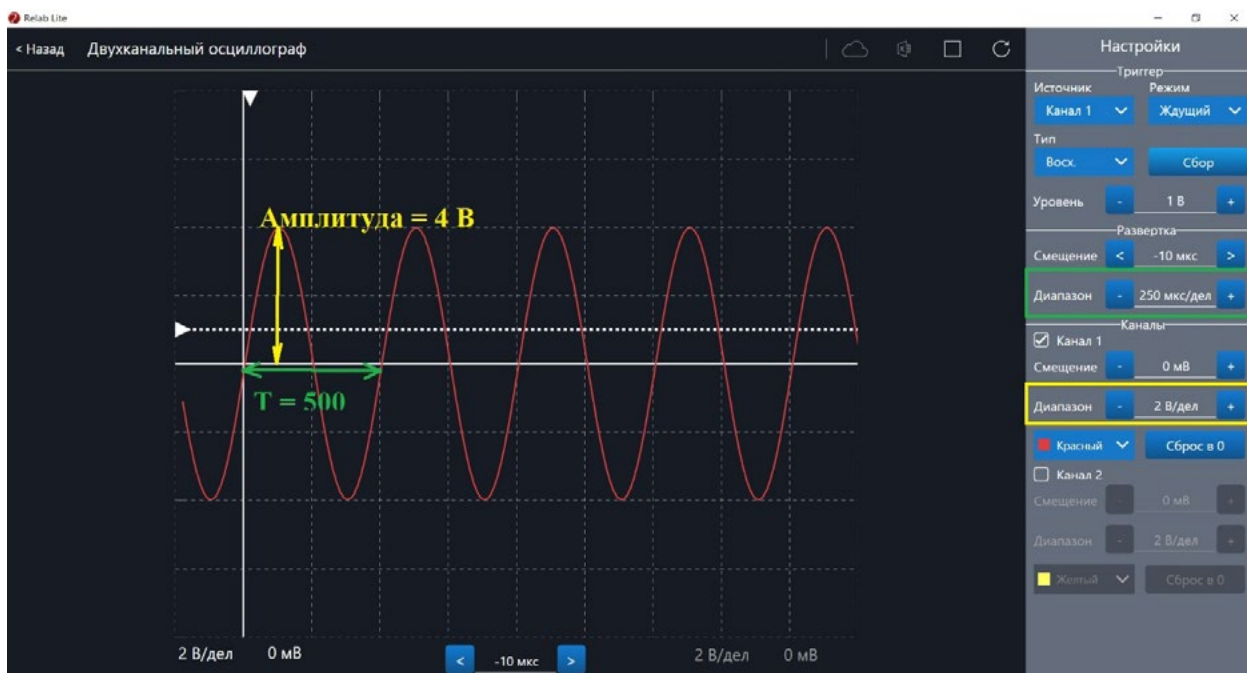 Relab Lite
< Назад Двухканальный осциллограф
Амплитуда = 4 В
T = 500
2 В/дел 0 мВ
< -10 мкс >
2 В/дел 0 мВ
Настройки
Триггер
Источник Режим
Канал 1 Ждущий
Тип
Восх. Сбор
Уровень - 1 В +
Развертка
Смещение < -10 мкс >
Диапазон - 250 мкс/дел +
Каналы
Канал 1
Смещение - 0 мВ +
Диапазон - 2 В/дел +
Красный Сброс в 0
Канал 2
Смещение - 0 мВ +
Диапазон - 2 В/дел +
Желтый Сброс в 0